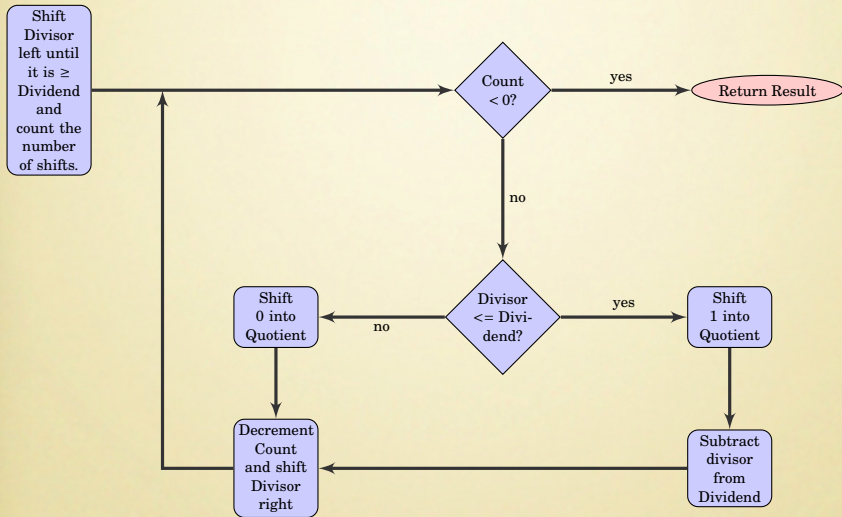 Shift
Divisor
left until
it is ≥
Dividend
and
count the
number
of shifts.
Count
< 0?
yes
Return Result
no
Divisor
<= Divi-
dend?
no
yes
Shift
0 into
Quotient
Shift
1 into
Quotient
Decrement
Count
and shift
Divisor
right
Subtract
divisor
from
Dividend